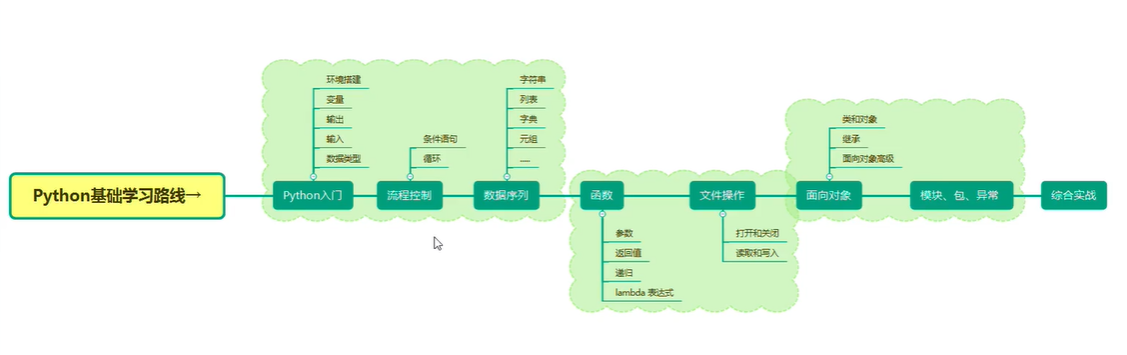 Python基础学习路线→
环境搭建
变量
输出
输入
数据类型
Python入门
条件语句
循环
流程控制
字符串
列表
字典
元组
......
数据序列
函数
参数
返回值
递归
lambda 表达式
文件操作
打开和关闭
读取和写入
类和对象
继承
面向对象高级
面向对象
模块、包、异常
综合实战